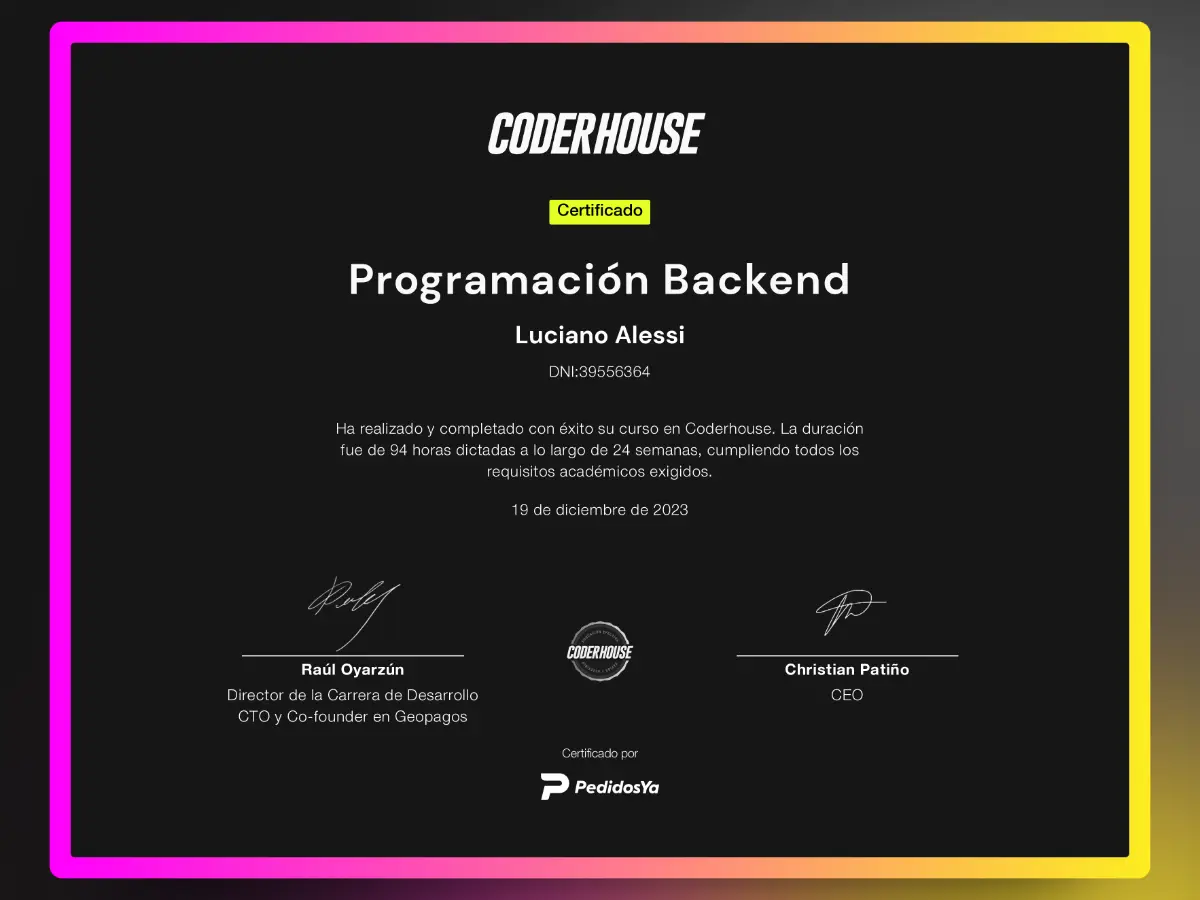 CODERHOUSE
Certificado
Programación Backend
Luciano Alessi
DNI:39556364
Ha realizado y completado con éxito su curso en Coderhouse. La duración
fue de 94 horas dictadas a lo largo de 24 semanas, cumpliendo todos los
requisitos académicos exigidos.
19 de diciembre de 2023
Raúl Oyarzún
Director de la Carrera de Desarrollo
CTO y Co-founder en Geopagos
CODERHOUSE
Christian Patiño
CEO
Certificado por
PedidosYa